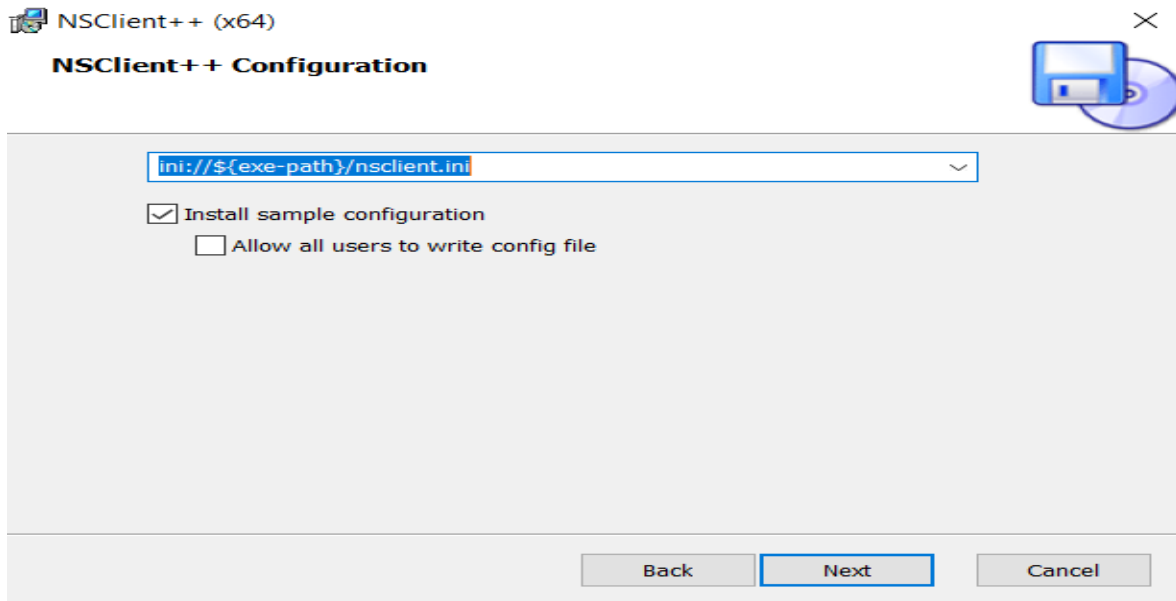 NSClient++ (x64)
NSClient++ Configuration
ini://${exe-path}/nsclient.ini
Install sample configuration
Allow all users to write config file
Back Next Cancel